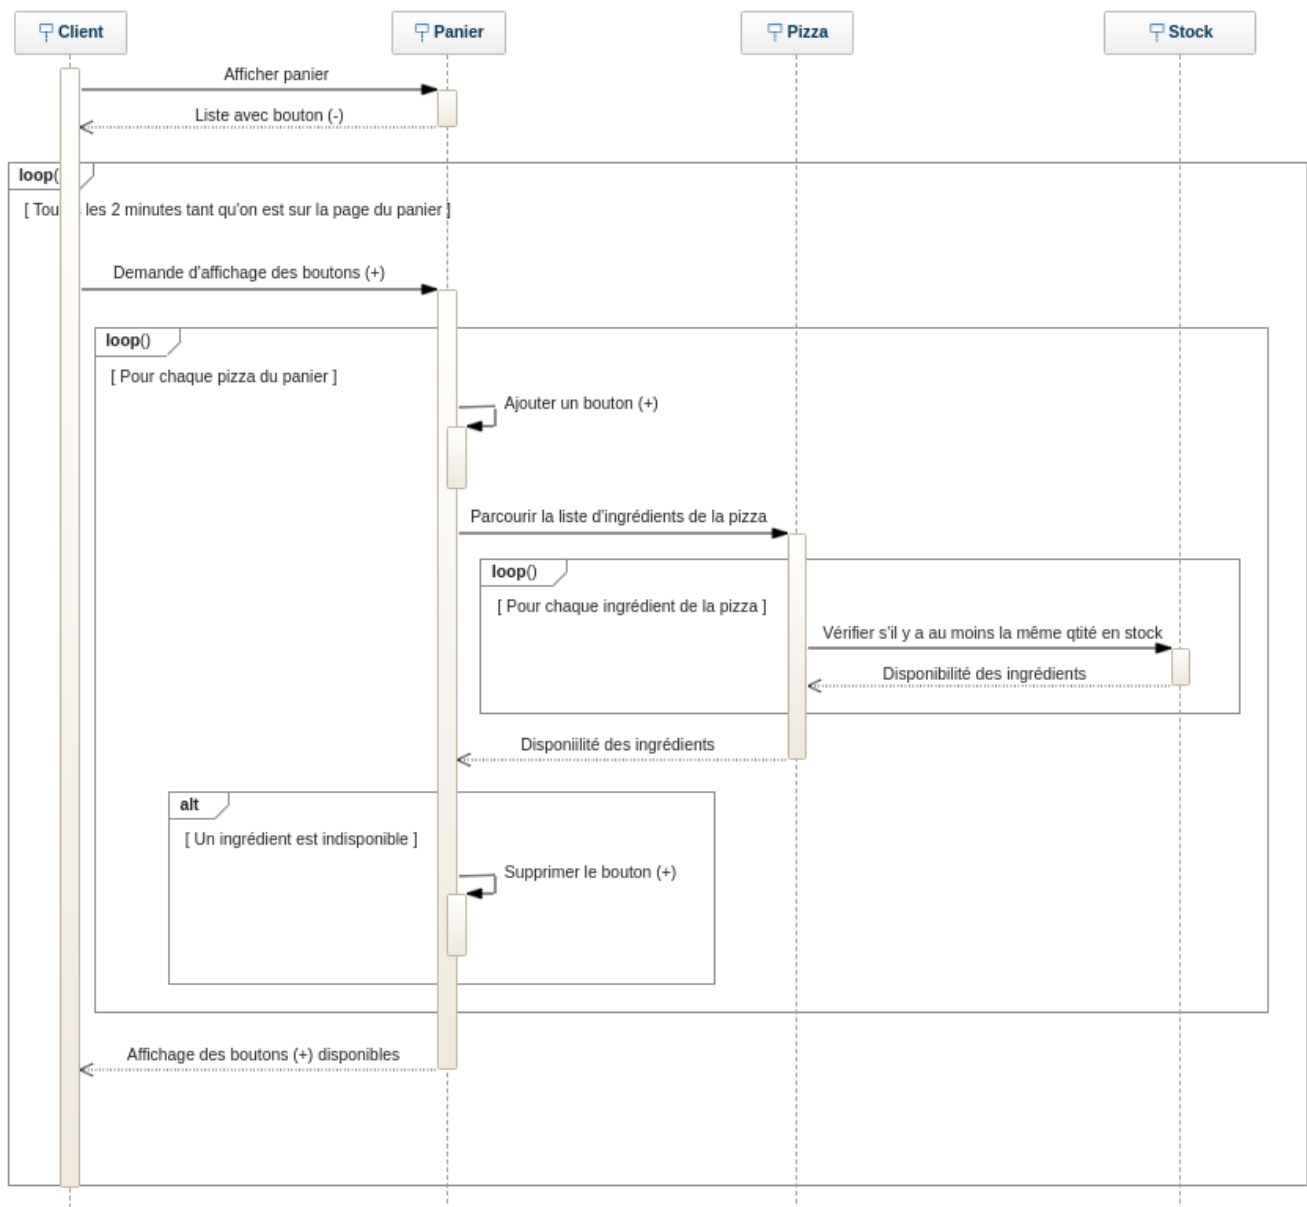 Client
Panier
Pizza
Stock
Afficher panier
Liste avec bouton (-)
loop(
[ Tou les 2 minutes tant qu'on est sur la page du panier ]
Demande d'affichage des boutons (+)
loop()
[ Pour chaque pizza du panier ]
Ajouter un bouton (+)
Parcourir la liste d'ingrédients de la pizza
loop()
[ Pour chaque ingrédient de la pizza ]
Vérifier s'il y a au moins la même qtité en stock
Disponibilité des ingrédients
Disponiilité des ingrédients
alt
[ Un ingrédient est indisponible ]
Supprimer le bouton (+)
Affichage des boutons (+) disponibles